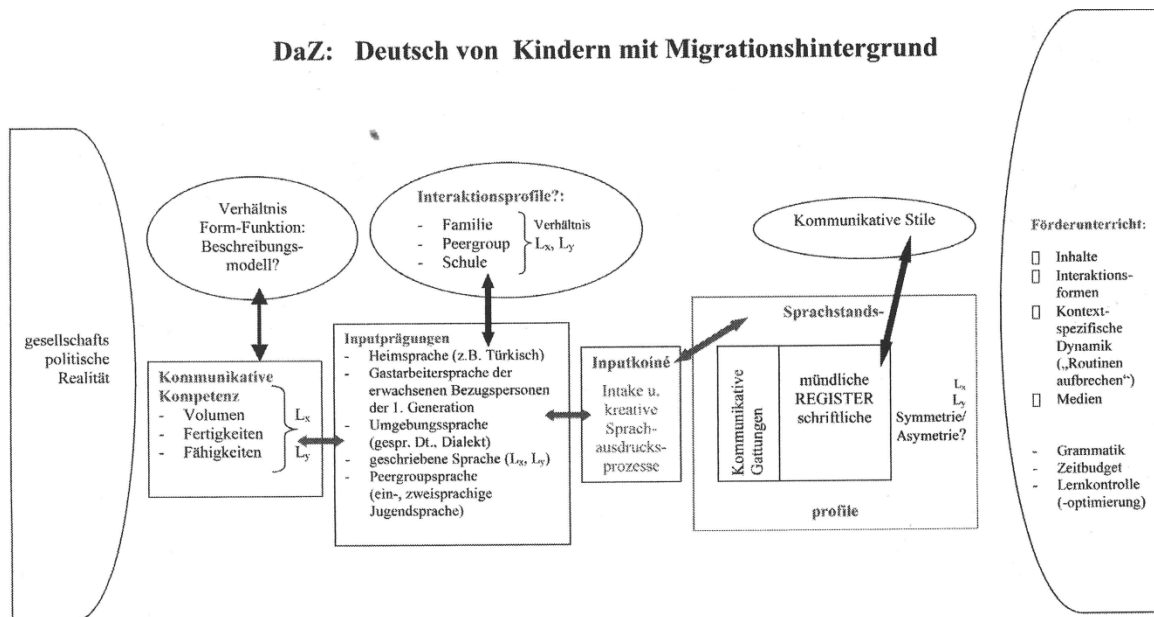 DaZ: Deutsch von Kindern mit Migrationshintergrund
gesellschafts
politische
Realität
Verhältnis
Form-Funktion:
Beschreibungs-
modell?
Kommunikative
Kompetenz
- Volumen
- Fertigkeiten
- Fähigkeiten
Lx
Ly
Interaktionsprofile?:
- Familie
- Peergroup
- Schule
Verhältnis
Lx, Ly
Inputprägungen
- Heimsprache (z.B. Türkisch)
- Gastarbeitersprache der
erwachsenen Bezugspersonen
der 1. Generation
- Umgebungssprache
(gespr. Dt., Dialekt)
- geschriebene Sprache (Lx, Ly)
- Peergroupsprache
(ein-, zweisprachige
Jugendsprache)
Inputkoiné
Intake u.
kreative
Sprach-
ausdrucks-
prozesse
Kommunikative Stile
Sprachstands-
Kommunikative
Gattungen
mündliche
REGISTER
schriftliche
Lx
Ly
Symmetrie/
Asymetrie?
profile
Förderunterricht:
Inhalte
Interaktions-
formen
Kontext-
spezifische
Dynamik
(„Routinen
aufbrechen“)
Medien
- Grammatik
- Zeitbudget
- Lernkontrolle
(-optimierung)